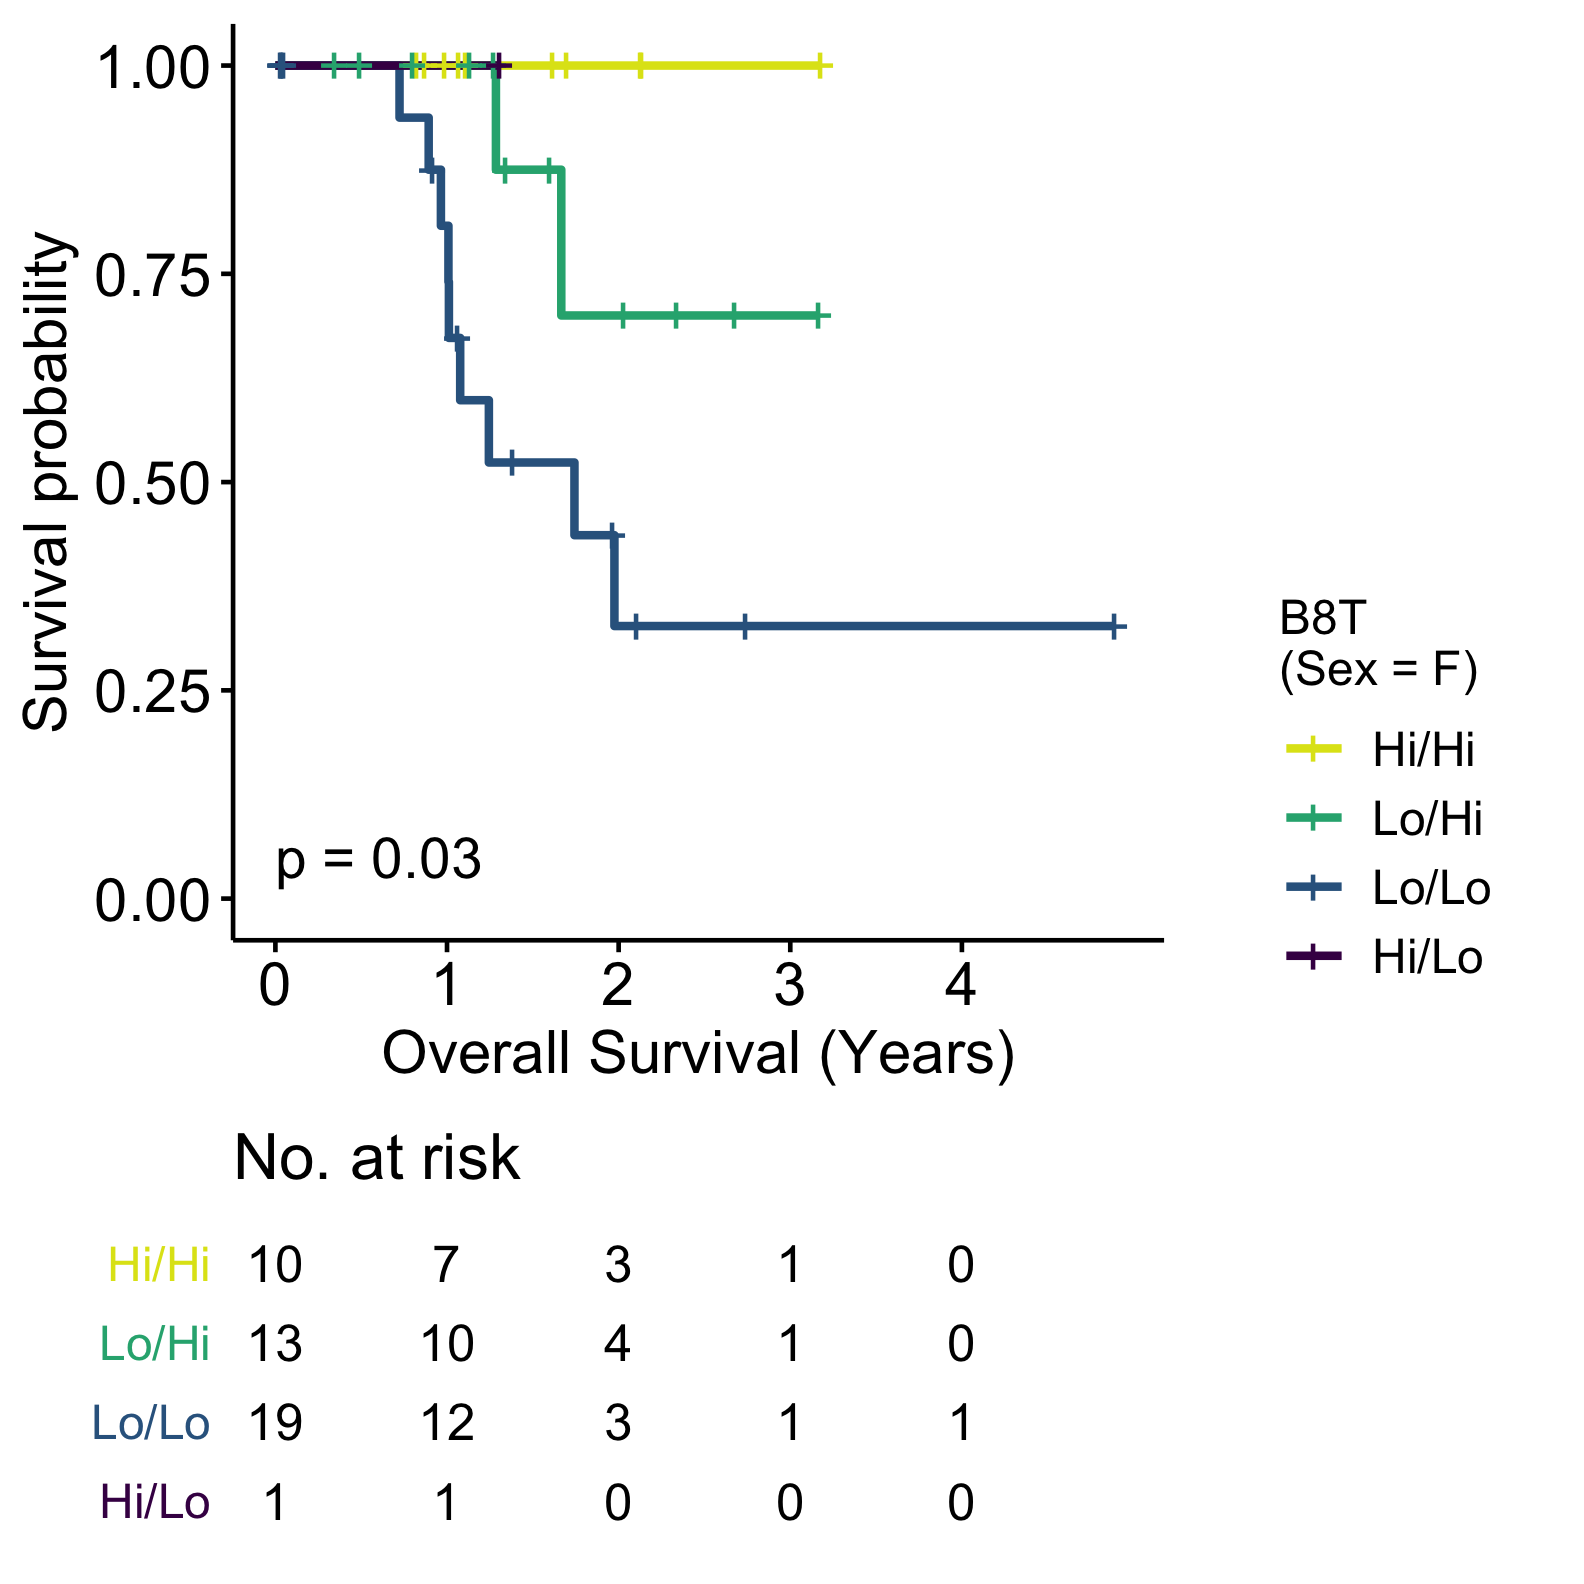 1.00
0.75
0.50
0.25
0.00
Survival probability
p = 0.03
0 1 2 3 4
Overall Survival (Years)
B8T
(Sex = F)
Hi/Hi
Lo/Hi
Lo/Lo
Hi/Lo
No. at risk
Hi/Hi 10 7 3 1 0
Lo/Hi 13 10 4 1 0
Lo/Lo 19 12 3 1 1
Hi/Lo 1 1 0 0 0